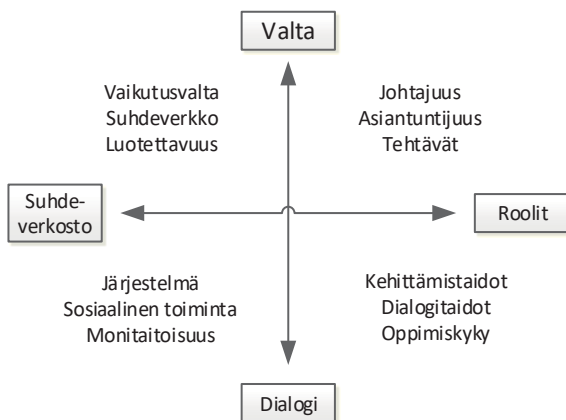 Valta
Vaikutusvalta
Suhdeverkko
Luotettavuus
Johtajuus
Asiantuntijuus
Tehtävät
Suhde-
verkosto
Roolit
Järjestelmä
Sosiaalinen toiminta
Monitaitoisuus
Kehittämistaidot
Dialogitaidot
Oppimiskyky
Dialogi